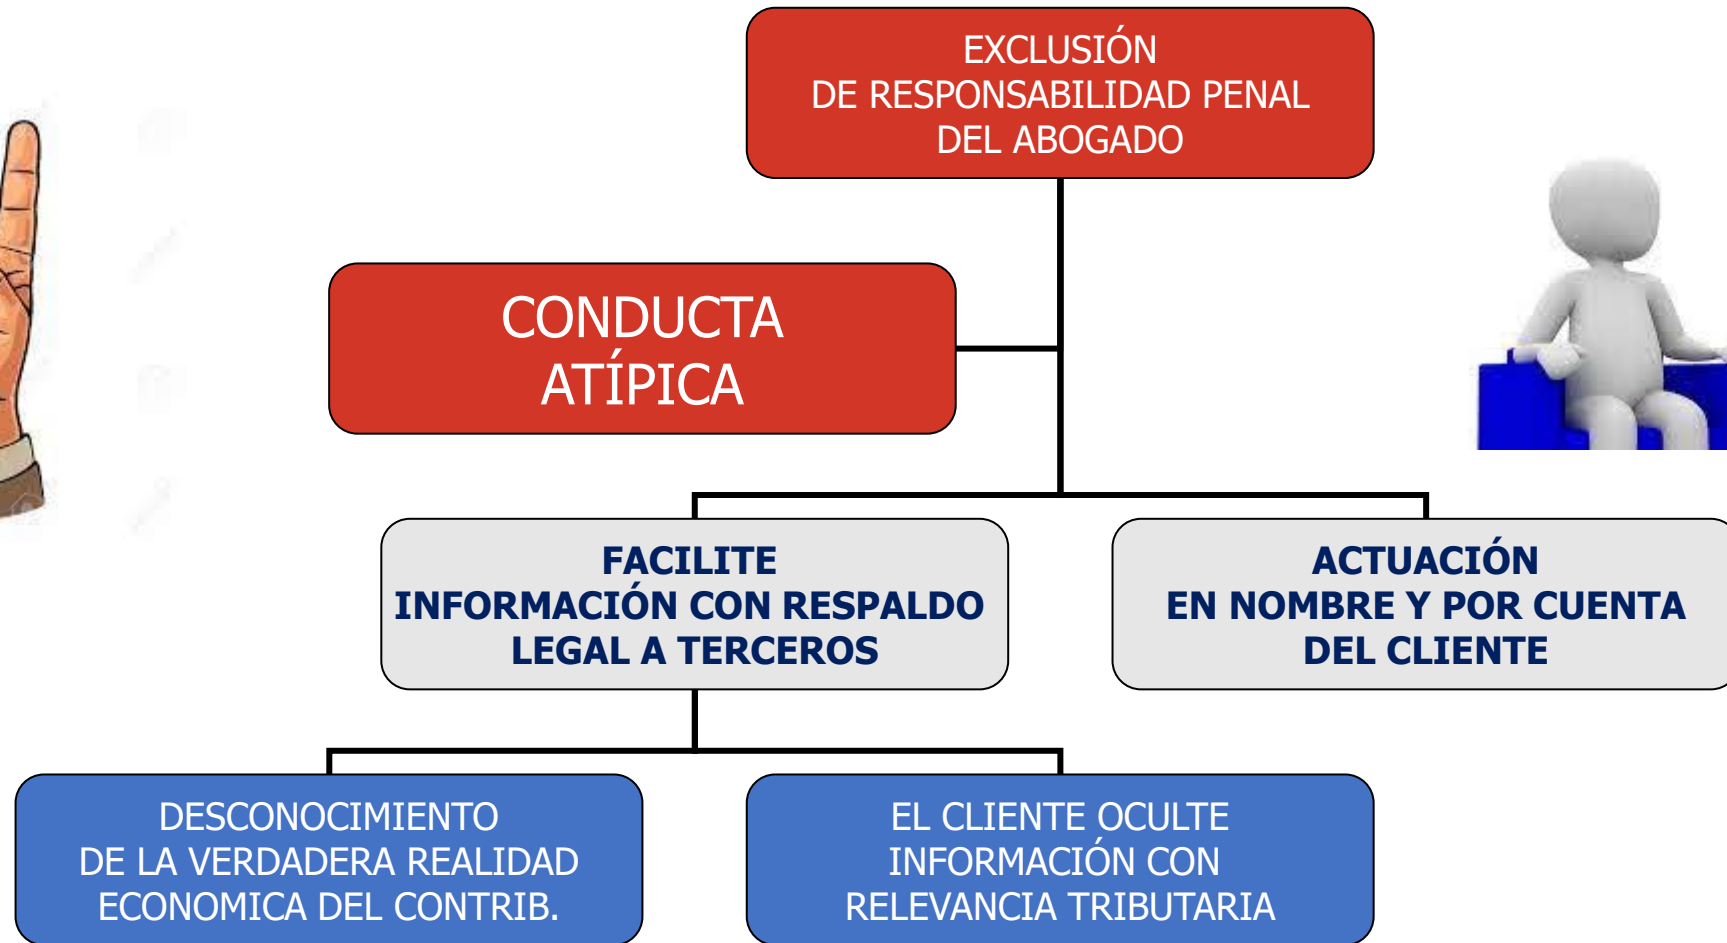 EXCLUSIÓN
DE RESPONSABILIDAD PENAL
DEL ABOGADO
CONDUCTA
ATÍPICA
FACILITE
INFORMACIÓN CON RESPALDO
LEGAL A TERCEROS
ACTUACIÓN
EN NOMBRE Y POR CUENTA
DEL CLIENTE
DESCONOCIMIENTO
DE LA VERDADERA REALIDAD
ECONOMICA DEL CONTRIB.
EL CLIENTE OCULTE
INFORMACIÓN CON
RELEVANCIA TRIBUTARIA